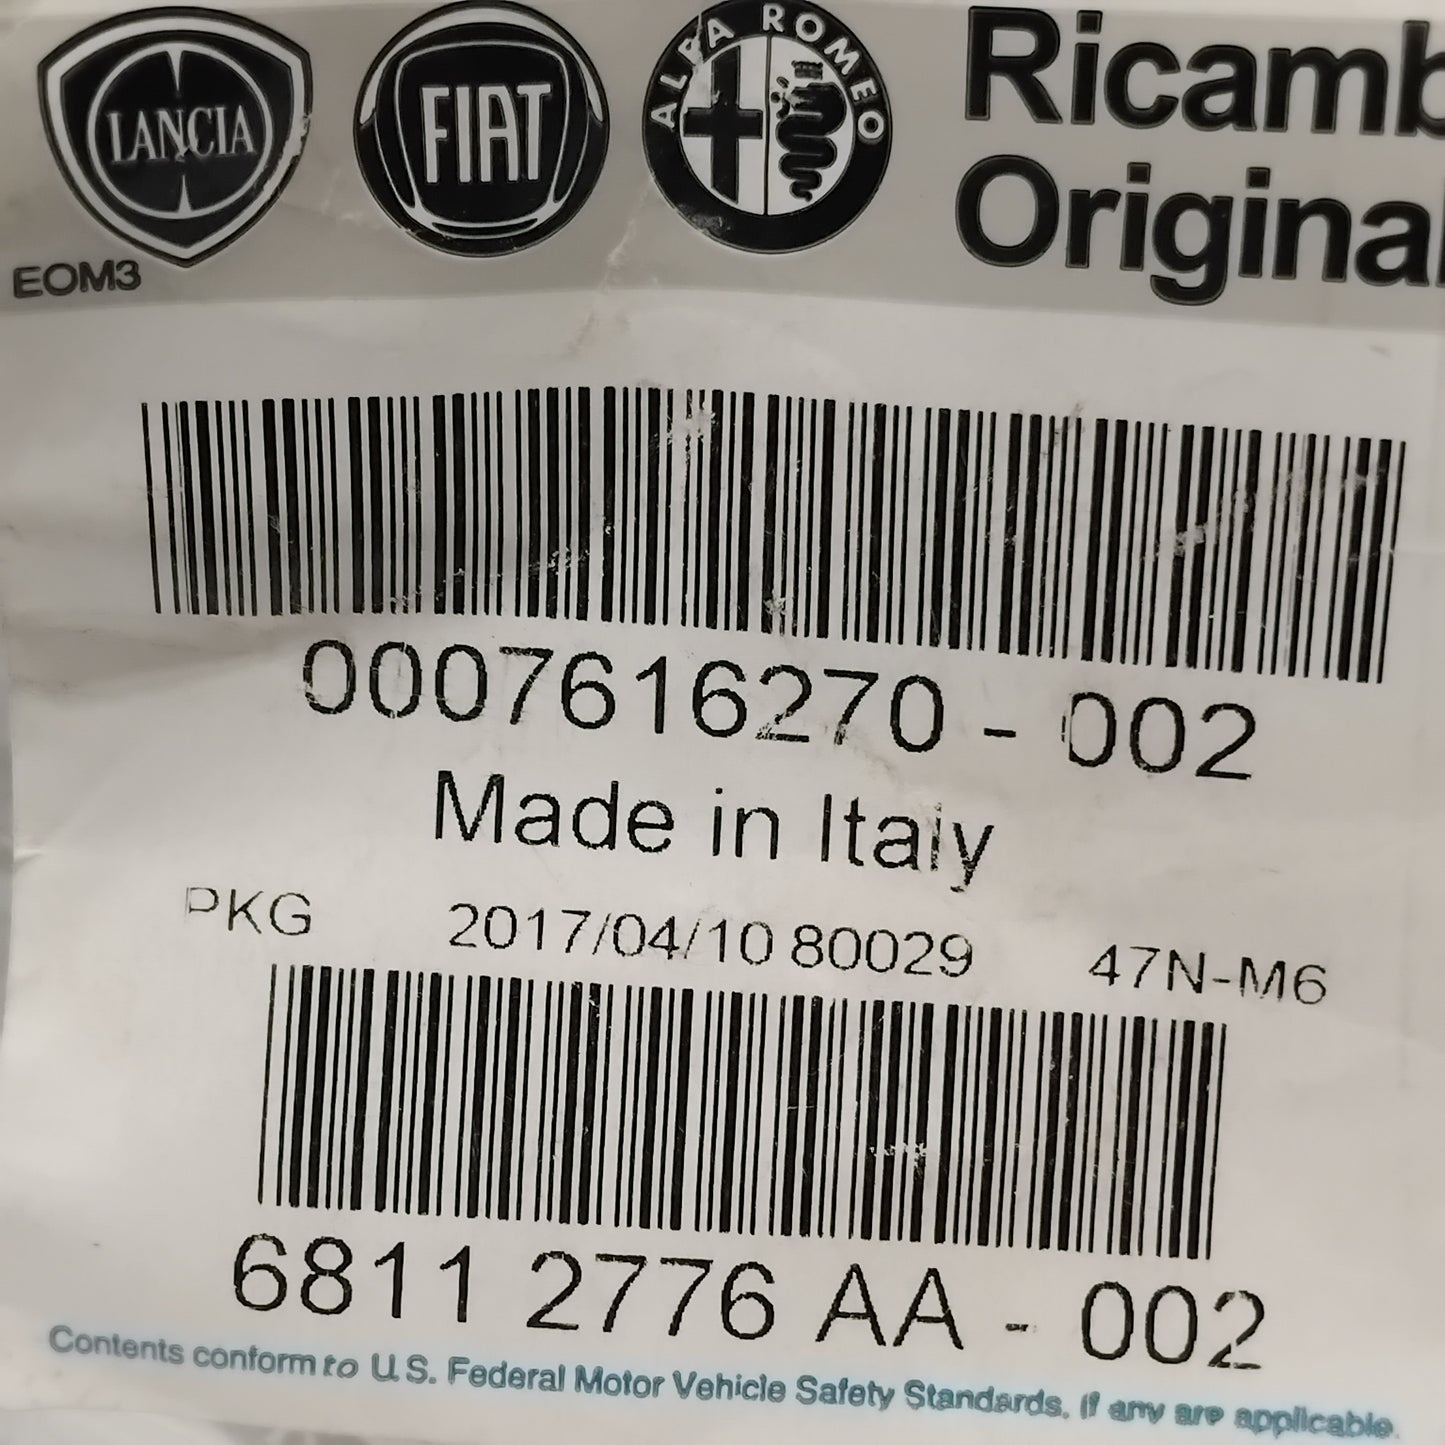 LANCIA
FIAT
ALFA ROMEO
Ricamb
Original
EOM3
0007616270 - 002
Made in Italy
PKG 2017/04/10 80029 47N-M6
6811 2776 AA - 002
Contents conform to U.S. Federal Motor Vehicle Safety Standards, if any are applicable.